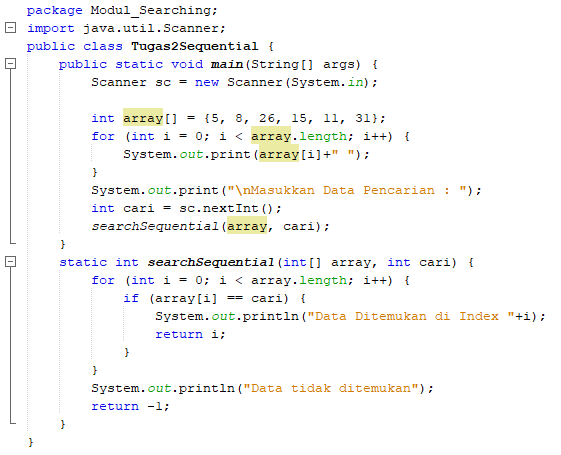 package Modul_Searching;
import java.util.Scanner;
public class Tugas2Sequential {
    public static void main(String[] args) {
        Scanner sc = new Scanner(System.in);

        int array[] = {5, 8, 26, 15, 11, 31};
        for (int i = 0; i < array.length; i++) {
            System.out.print(array[i]+" ");
        }
        System.out.print("\nMasukkan Data Pencarian : ");
        int cari = sc.nextInt();
        searchSequential(array, cari);
    }
    static int searchSequential(int[] array, int cari) {
        for (int i = 0; i < array.length; i++) {
            if (array[i] == cari) {
                System.out.println("Data Ditemukan di Index "+i);
                return i;
            }
        }
        System.out.println("Data tidak ditemukan");
        return -1;
    }
}